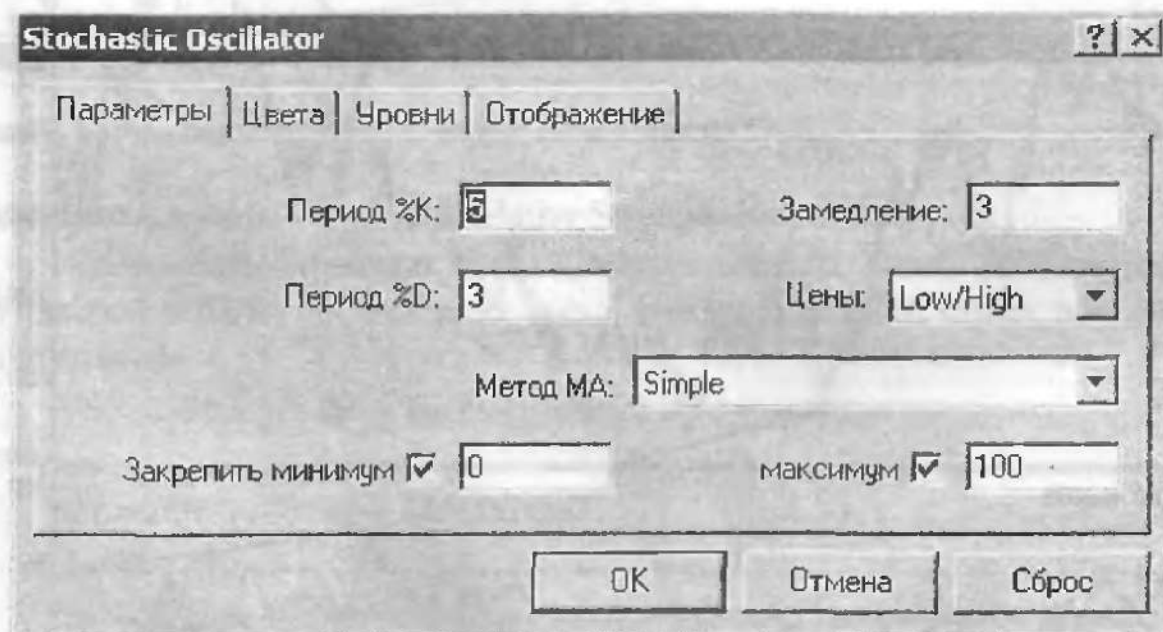 Stochastic Oscillator
Параметры Цвета Уровни Отображение
Период %K: 5 Замедление: 3
Период %D: 3 Цены: Low/High
Метод МА: Simple
Закрепить минимум 0 максимум 100
OK Отмена Сброс